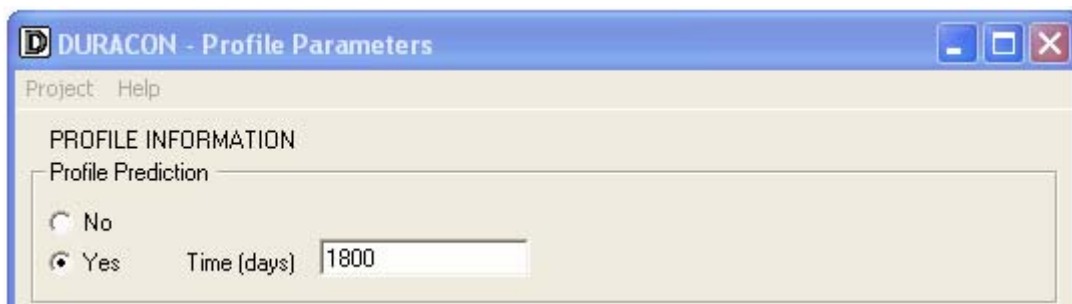 DURACON - Profile Parameters
Project Help
PROFILE INFORMATION
Profile Prediction
No
Yes Time (days) 1800